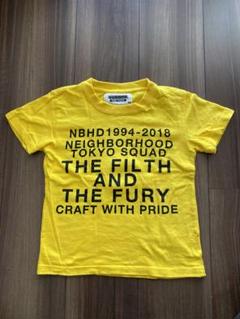 NBHD1994-2018
NEIGHBORHOOD
TOKYO SQUAD
THE FILTH
AND
THE FURY
CRAFT WITH PRIDE